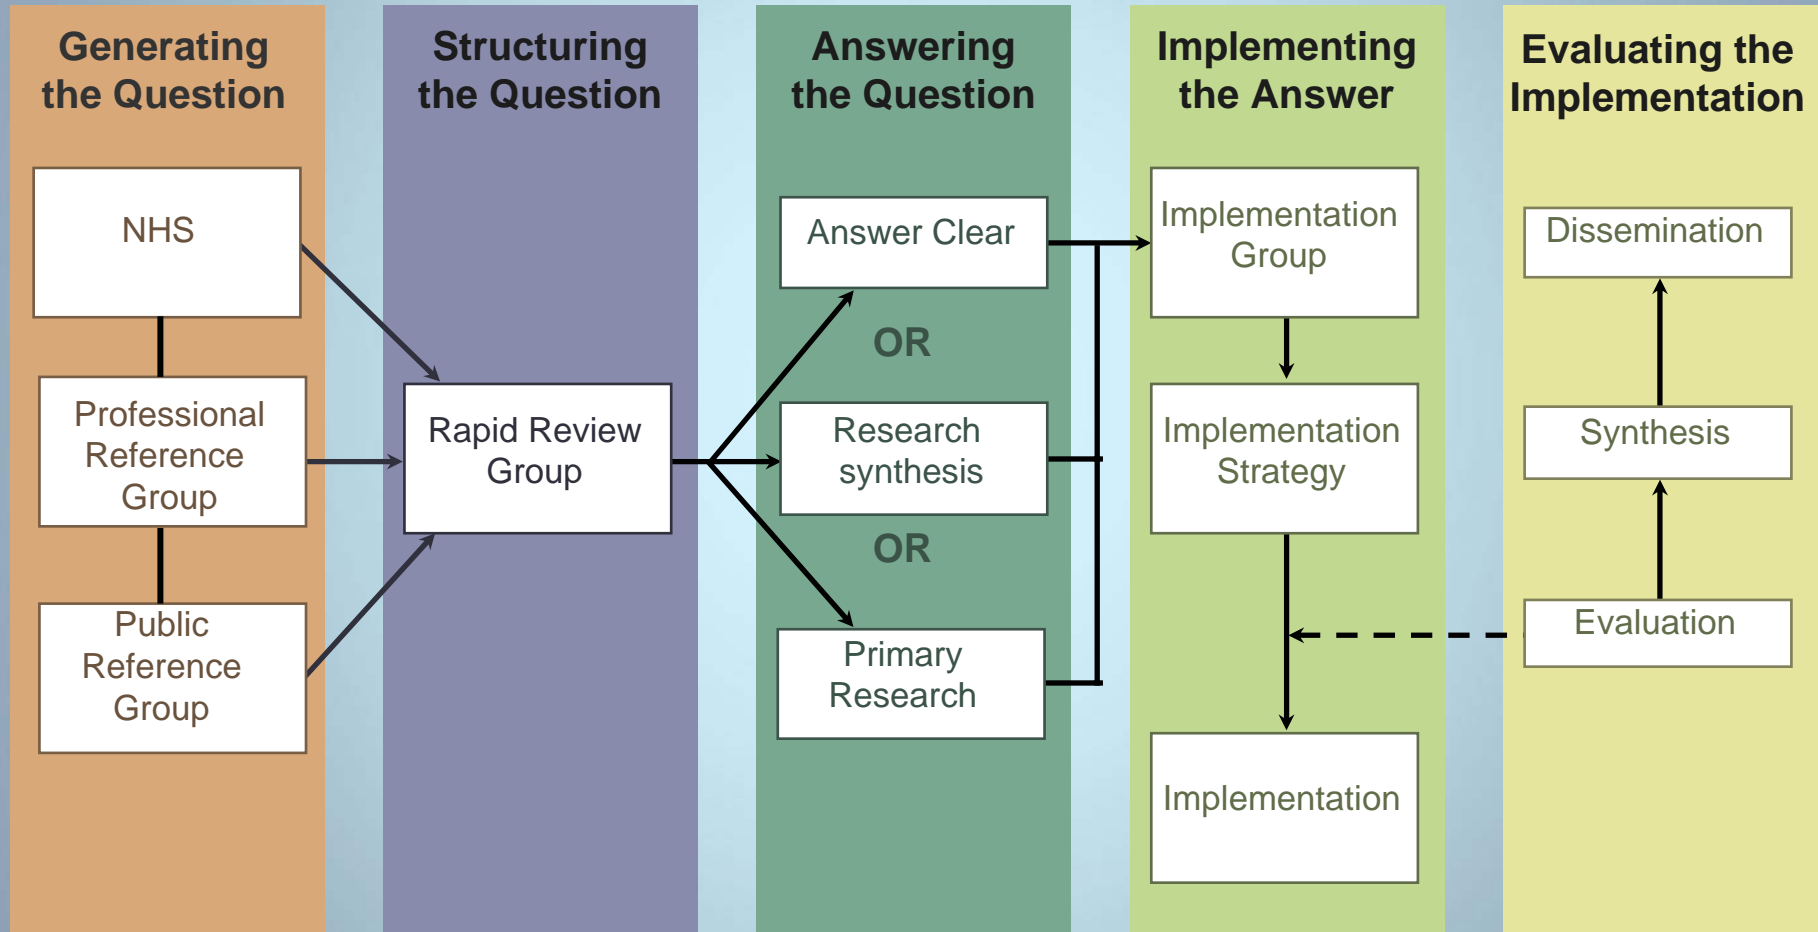 Generating
the Question
NHS
Professional
Reference
Group
Public
Reference
Group
Structuring
the Question
Rapid Review
Group
Answering
the Question
Answer Clear
OR
Research
synthesis
OR
Primary
Research
Implementing
the Answer
Implementation
Group
Implementation
Strategy
Implementation
Evaluating the
Implementation
Dissemination
Synthesis
Evaluation